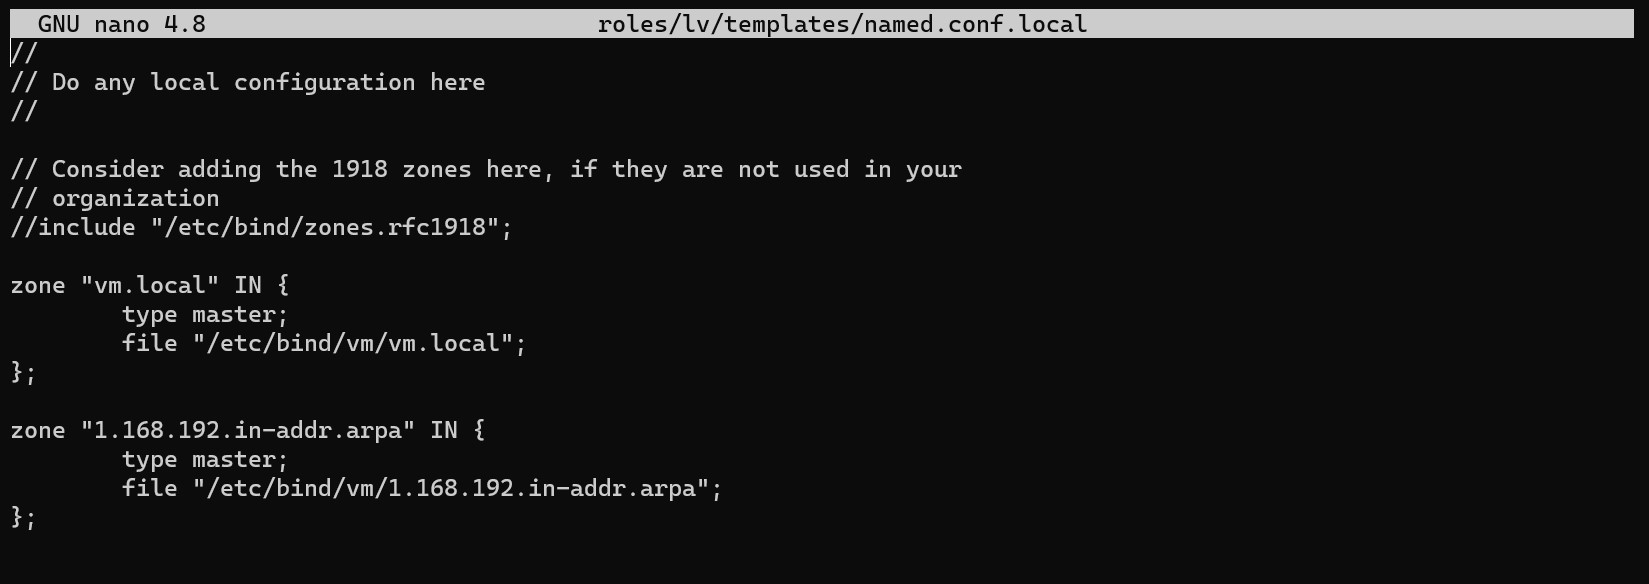 GNU nano 4.8 roles/lv/templates/named.conf.local
//
// Do any local configuration here
//
// Consider adding the 1918 zones here, if they are not used in your
// organization
//include "/etc/bind/zones.rfc1918";
zone "vm.local" IN {
        type master;
        file "/etc/bind/vm/vm.local";
};
zone "1.168.192.in-addr.arpa" IN {
        type master;
        file "/etc/bind/vm/1.168.192.in-addr.arpa";
};